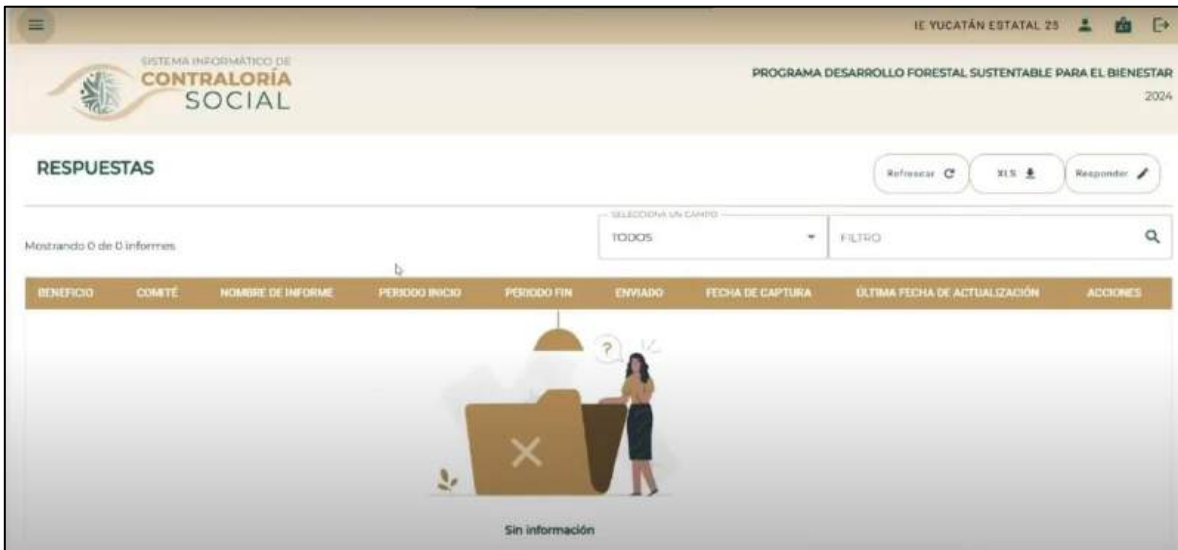 IE YUCATÁN ESTATAL 25
SISTEMA INFORMÁTICO DE
CONTRALORÍA
SOCIAL
PROGRAMA DESARROLLO FORESTAL SUSTENTABLE PARA EL BIENESTAR
2024
RESPUESTAS
Refrescar
XLS
Responder
SELECCIONA UN CAMPO
TODOS
FILTRO
Mostrando 0 de 0 informes
BENEFICIO COMITÉ NOMBRE DE INFORME PERIODO INICIO PERIODO FIN ENVIADO FECHA DE CAPTURA ÚLTIMA FECHA DE ACTUALIZACIÓN ACCIONES
?
Sin información